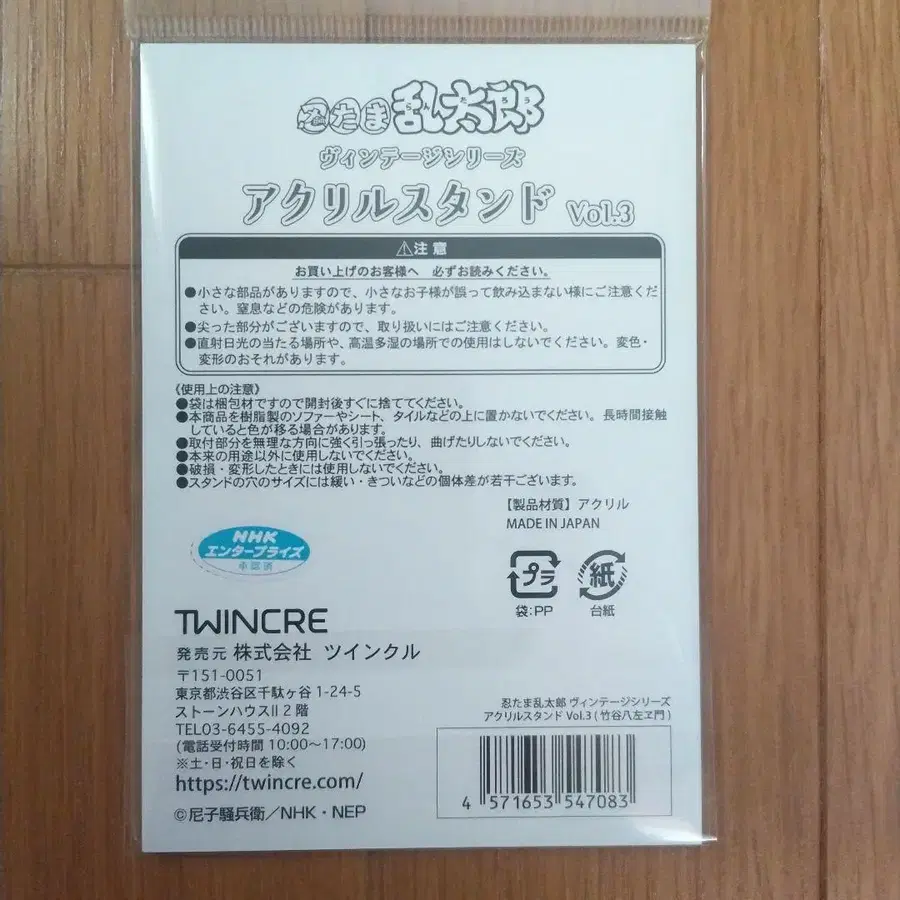 忍たま乱太郎
らんたろう
ヴィンテージシリーズ
アクリルスタンド Vol.3
⚠注意
お買い上げのお客様へ 必ずお読みください。
●小さな部品がありますので、小さなお子様が誤って飲み込まない様にご注意くだ
さい。窒息などの危険があります。
●尖った部分がございますので、取り扱いにはご注意ください。
●直射日光の当たる場所や、高温多湿の場所での使用はしないでください。変色・
変形のおそれがあります。
《使用上の注意》
●袋は梱包材ですので開封後すぐに捨ててください。
●本商品を樹脂製のソファーやシート、タイルなどの上に置かないでください。長時間接触
していると色が移る場合があります。
●取付部分を無理な方向に強く引っ張ったり、曲げたりしないでください。
●本来の用途以外に使用しないでください。
●破損・変形したときには使用しないでください。
●スタンドの穴のサイズには緩い・きついなどの個体差が若干ございます。
【製品材質】アクリル
MADE IN JAPAN
NHK
エンタープライズ
承認済
プラ
袋:PP
紙
台紙
TWINCRE
発売元 株式会社 ツインクル
〒151-0051
東京都渋谷区千駄ヶ谷 1-24-5
ストーンハウスII 2 階
TEL03-6455-4092
(電話受付時間 10:00～17:00)
※土・日・祝日を除く
https://twincre.com/
©尼子騒兵衛／NHK・NEP
忍たま乱太郎 ヴィンテージシリーズ
アクリルスタンド Vol.3 ( 竹谷八左ヱ門 )
4 571653 547083